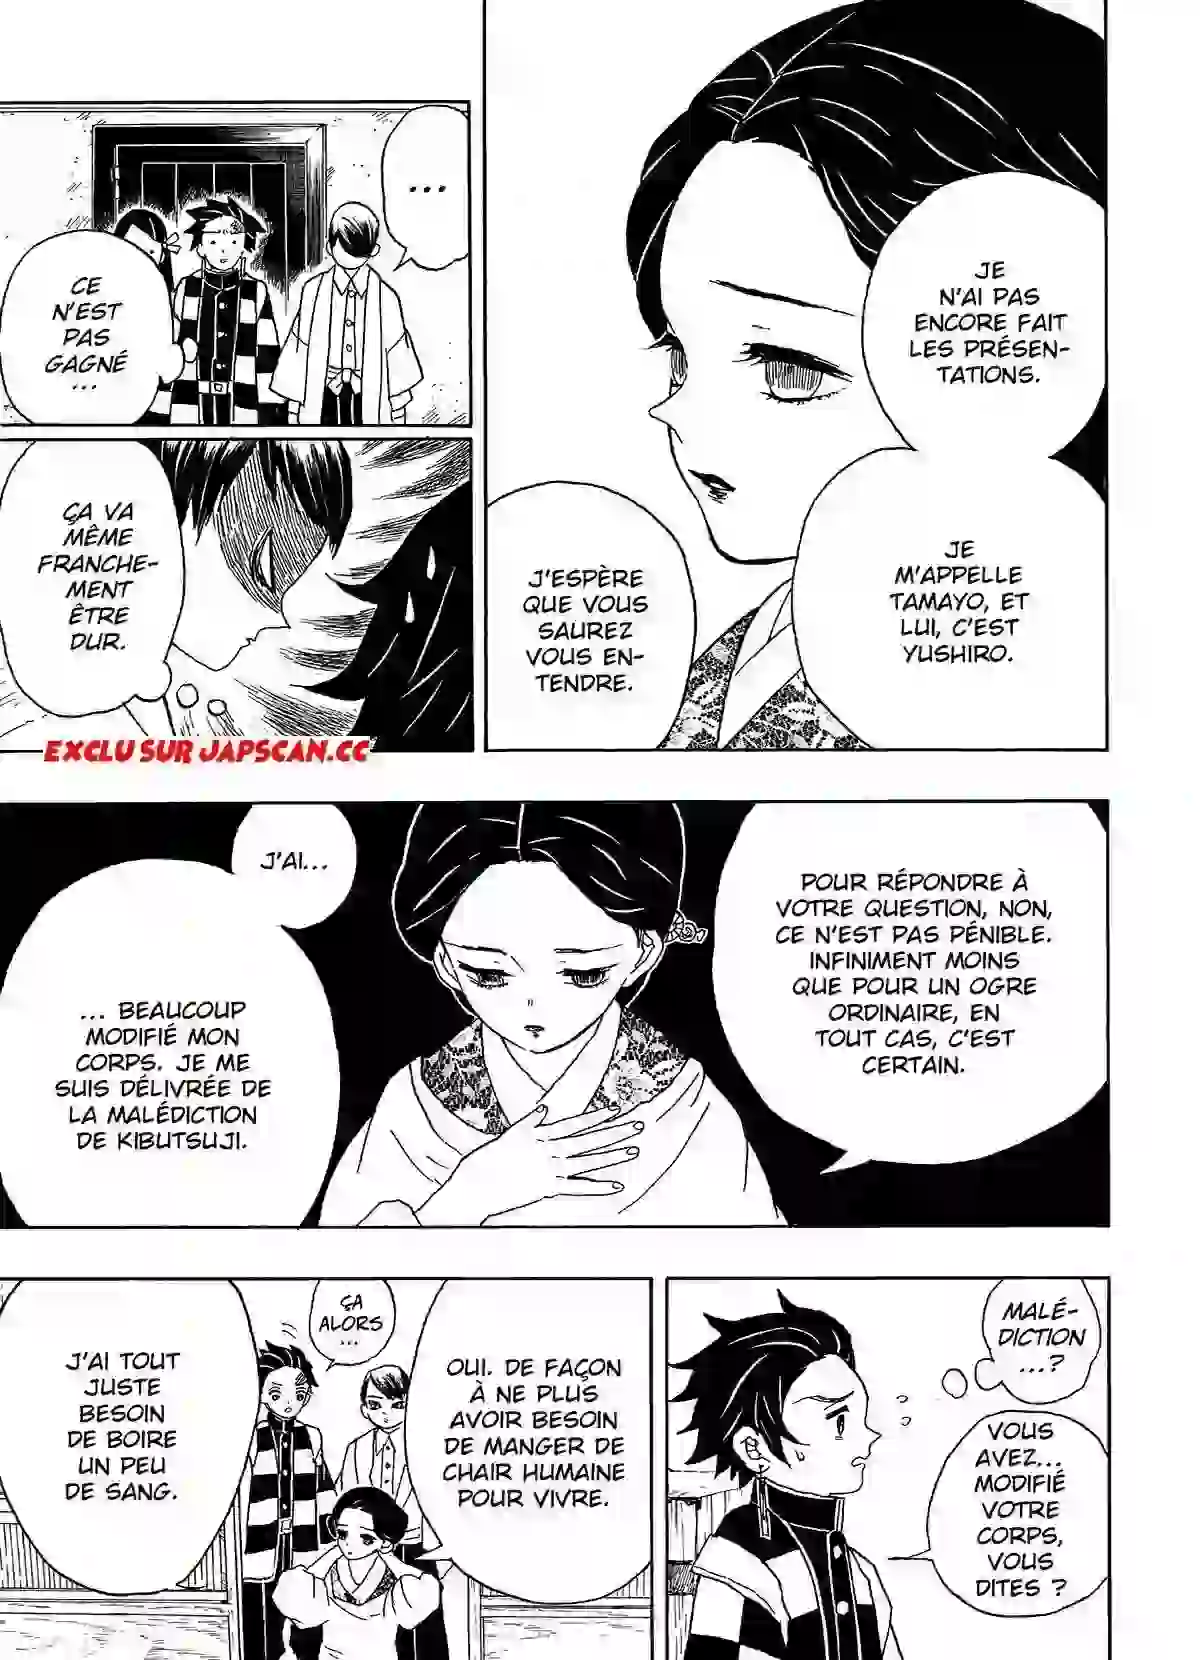 JE
N'AI PAS
ENCORE FAIT
LES PRÉSEN-
TATIONS.
JE
M'APPELLE
TAMAYO, ET
LUI, C'EST
YUSHIRO.
J'ESPÈRE
QUE VOUS
SAUREZ
VOUS EN-
TENDRE.
...
CE
N'EST
PAS
GAGNÉ
...
ÇA VA
MÊME
FRANCHE-
MENT
ÊTRE
DUR.
EXCLU SUR JAPSCAN.CC
POUR RÉPONDRE À
VOTRE QUESTION, NON,
CE N'EST PAS PÉNIBLE.
INFINIMENT MOINS
QUE POUR UN OGRE
ORDINAIRE, EN
TOUT CAS, C'EST
CERTAIN.
J'AI...
... BEAUCOUP
MODIFIÉ MON
CORPS. JE ME
SUIS DÉLIVRÉE DE
LA MALÉDICTION
DE KIBUTSUJI.
MALÉ-
DICTION
...?
VOUS
AVEZ...
MODIFIÉ
VOTRE
CORPS,
VOUS
DITES ?
OUI. DE FAÇON
À NE PLUS
AVOIR BESOIN
DE MANGER DE
CHAIR HUMAINE
POUR VIVRE.
ÇA
ALORS
...
J'AI TOUT
JUSTE
BESOIN
DE BOIRE
UN PEU
DE SANG.